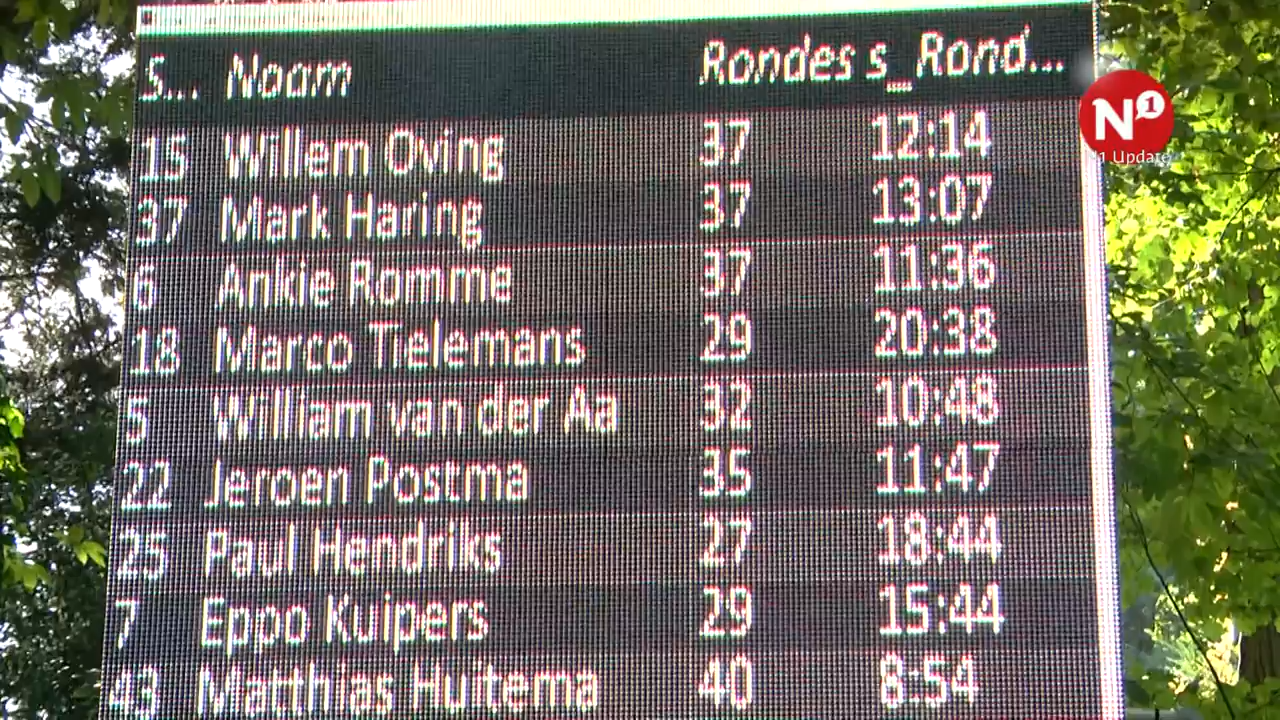 S... Naam Rondes s_Rond...
15 Willem Oving 37 12:14
37 Mark Haring 37 13:07
6 Ankie Romme 37 11:36
18 Marco Tielemans 29 20:38
5 William van der Aa 32 10:48
22 Jeroen Postma 35 11:47
25 Paul Hendriks 27 18:44
7 Eppo Kuipers 29 15:44
43 Matthias Huitema 40 8:54
N1
N1 Update